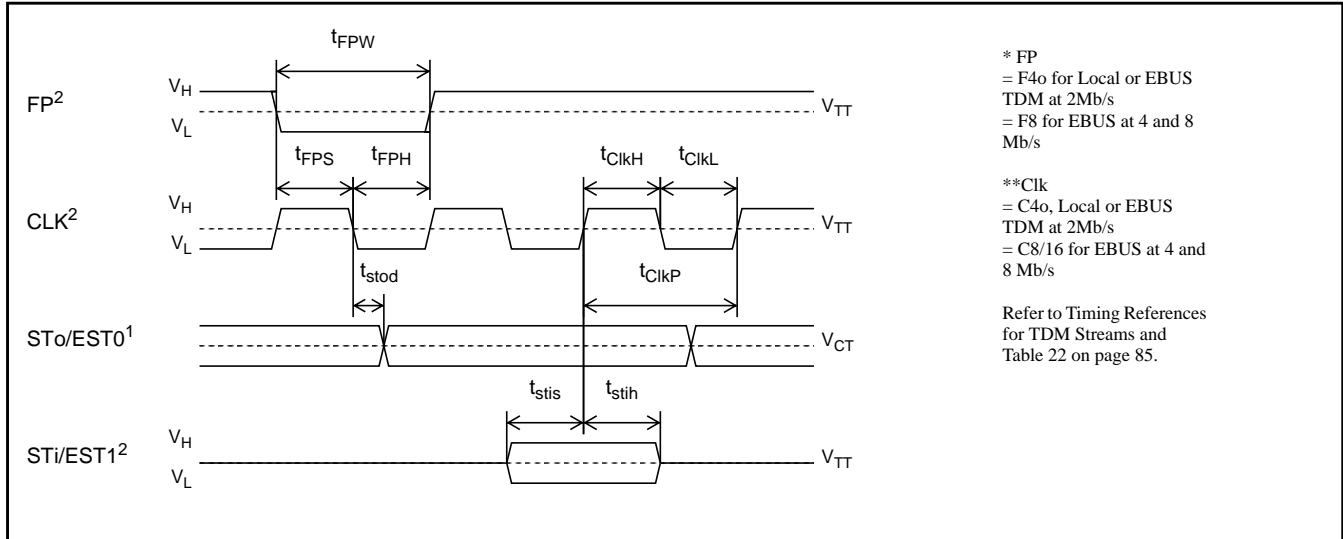 tFPW
FP2
VH
VL
VTT
tFPS
tFPH
tClkH
tClkL
CLK2
VH
VL
VTT
tstod
tClkP
STo/EST01
VCT
tstis
tstih
STi/EST12
VH
VL
VTT
* FP
= F4o for Local or EBUS
TDM at 2Mb/s
= F8 for EBUS at 4 and 8
Mb/s
**Clk
= C4o, Local or EBUS
TDM at 2Mb/s
= C8/16 for EBUS at 4 and
8 Mb/s
Refer to Timing References
for TDM Streams and
Table 22 on page 85.